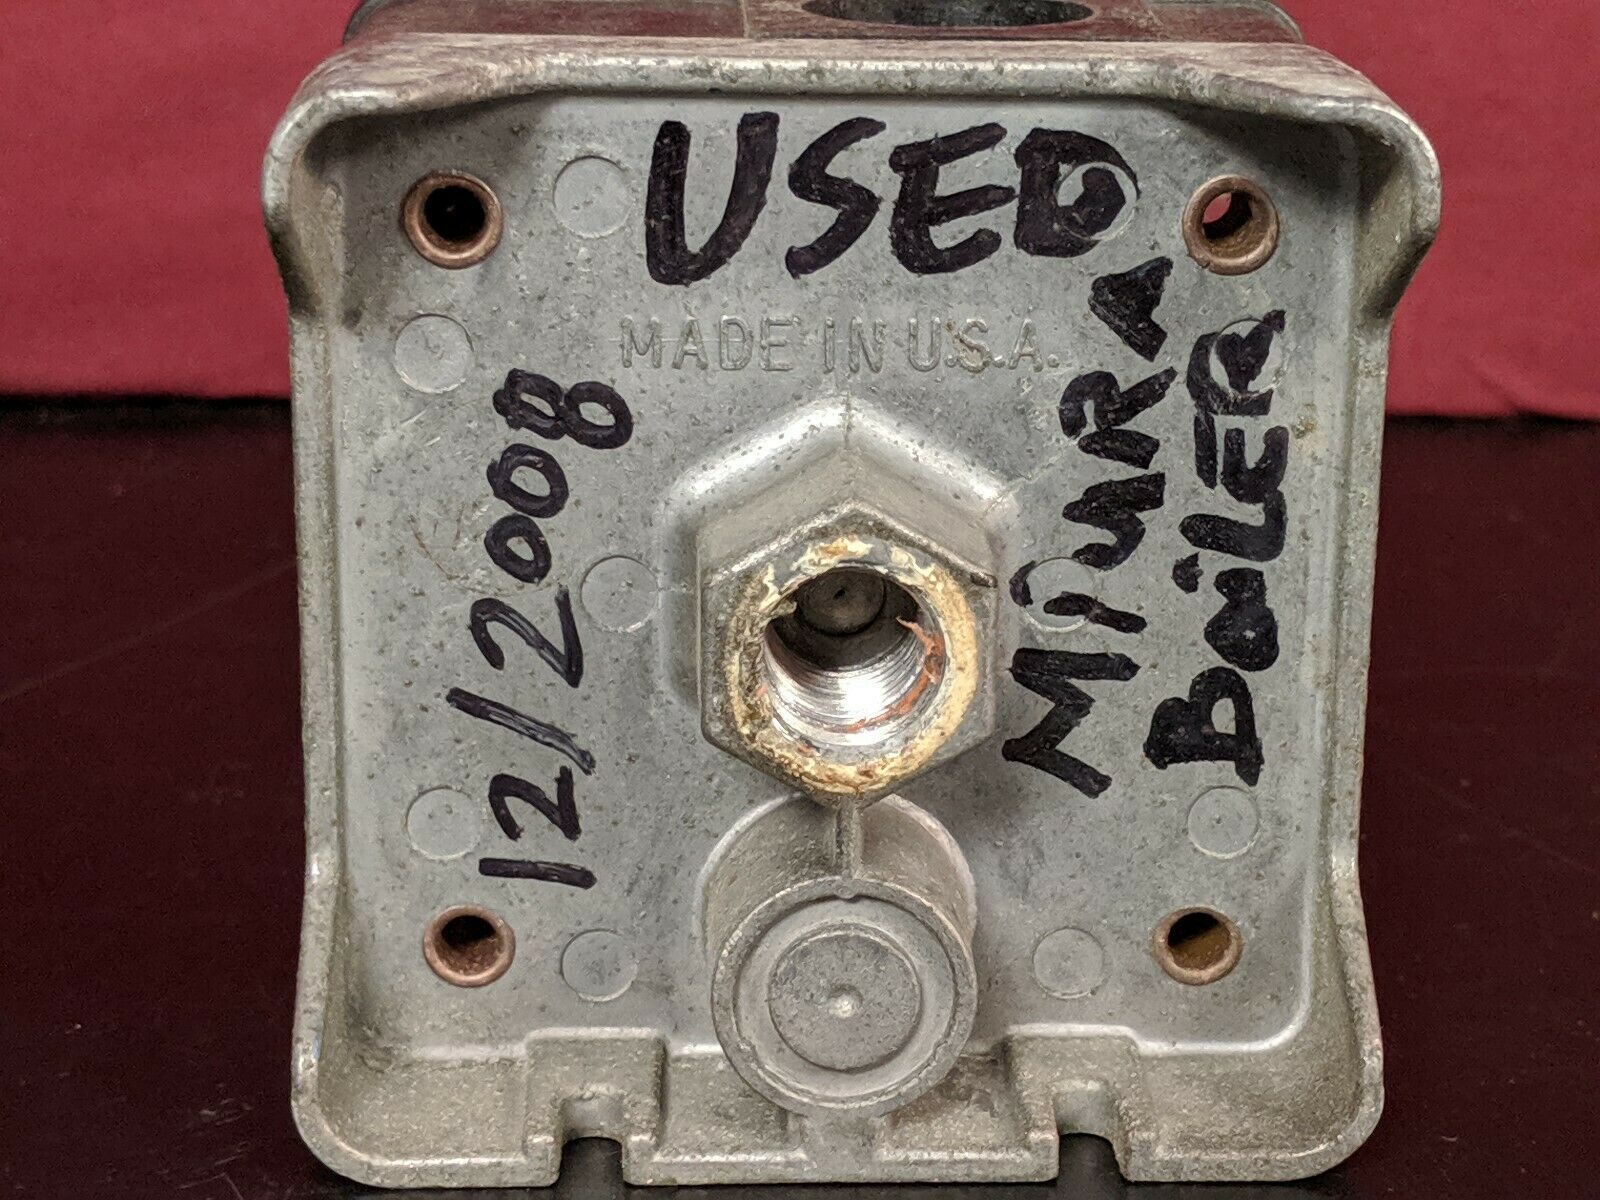 USED
MADE IN U.S.A.
12/2008
MIURA
BOILER